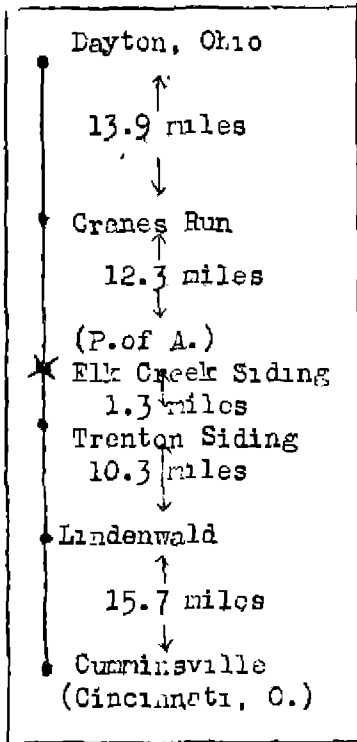 Dayton, Ohio
13.9 miles
Cranes Run
12.3 miles
(P.of A.)
Elk Creek Siding
1.3 miles
Trenton Siding
10.3 miles
Lindenwald
15.7 miles
Cumminsville
(Cincinnati, O.)